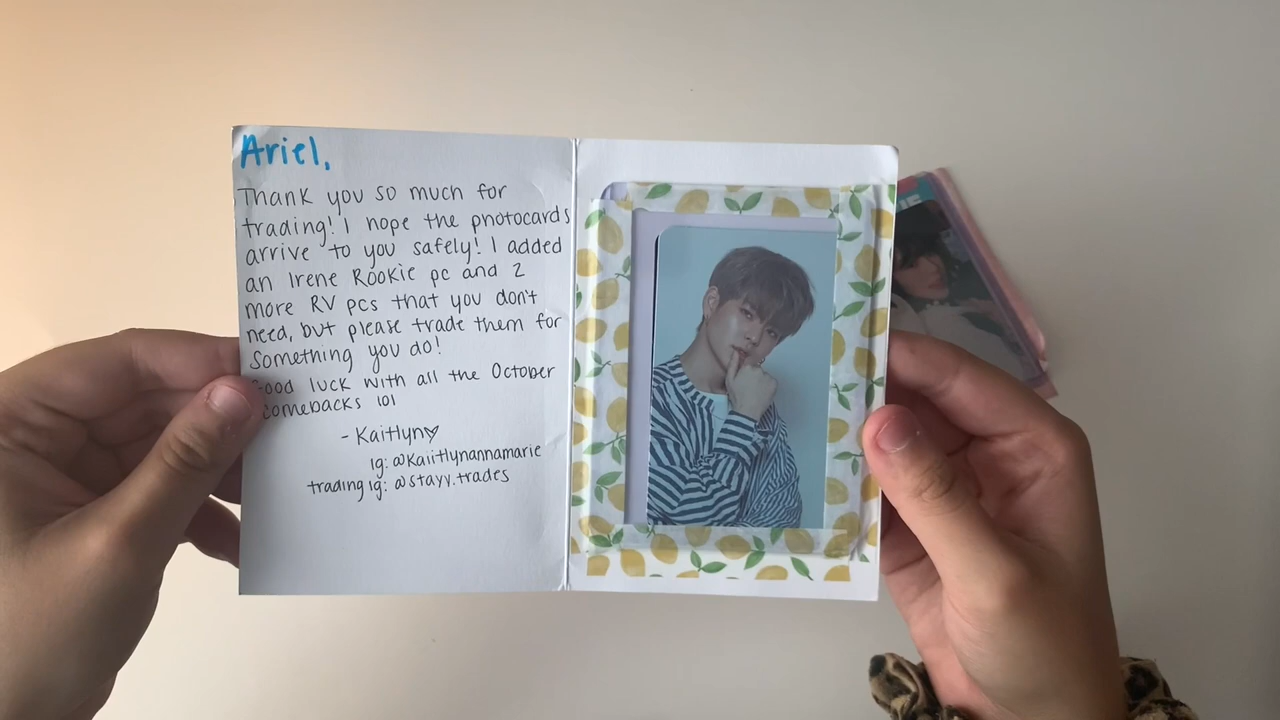 Ariel,
Thank you so much for
trading! I hope the photocards
arrive to you safely! I added
an Irene Rookie pc and 2
more RV pcs that you don't
need, but please trade them for
something you do!
Good luck with all the October
comebacks lol
- Kaitlyn♡
ig: @Kaiitlynannamarie
trading ig: @stayy.trades